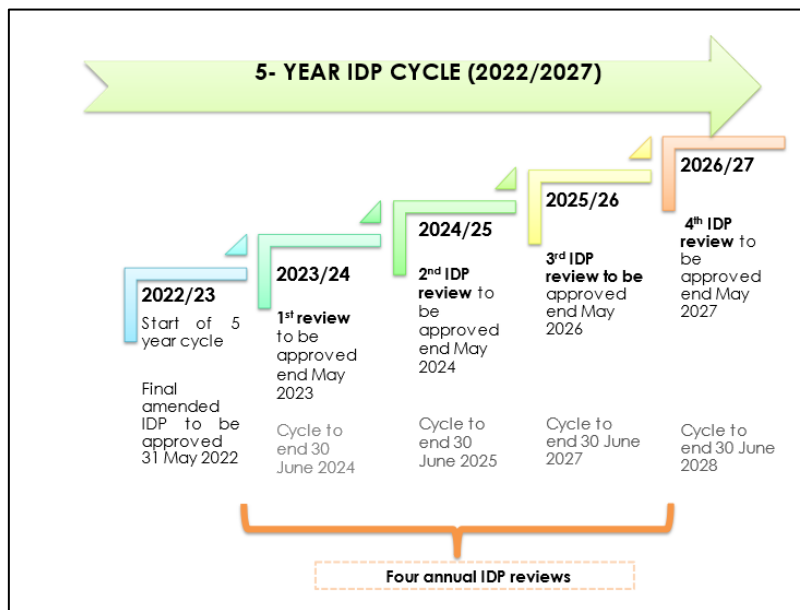 5- YEAR IDP CYCLE (2022/2027)
2022/23
Start of 5
year cycle
Final
amended
IDP to be
approved
31 May 2022
2023/24
1st review
to be
approved
end May
2023
Cycle to
end 30
June 2024
2024/25
2nd IDP
review to
be
approved
end May
2024
Cycle to
end 30
June 2025
2025/26
3rd IDP
review to be
approved
end May
2026
Cycle to
end 30 June
2027
2026/27
4th IDP
review to
be
approved
end May
2027
Cycle to
end 30 June
2028
Four annual IDP reviews